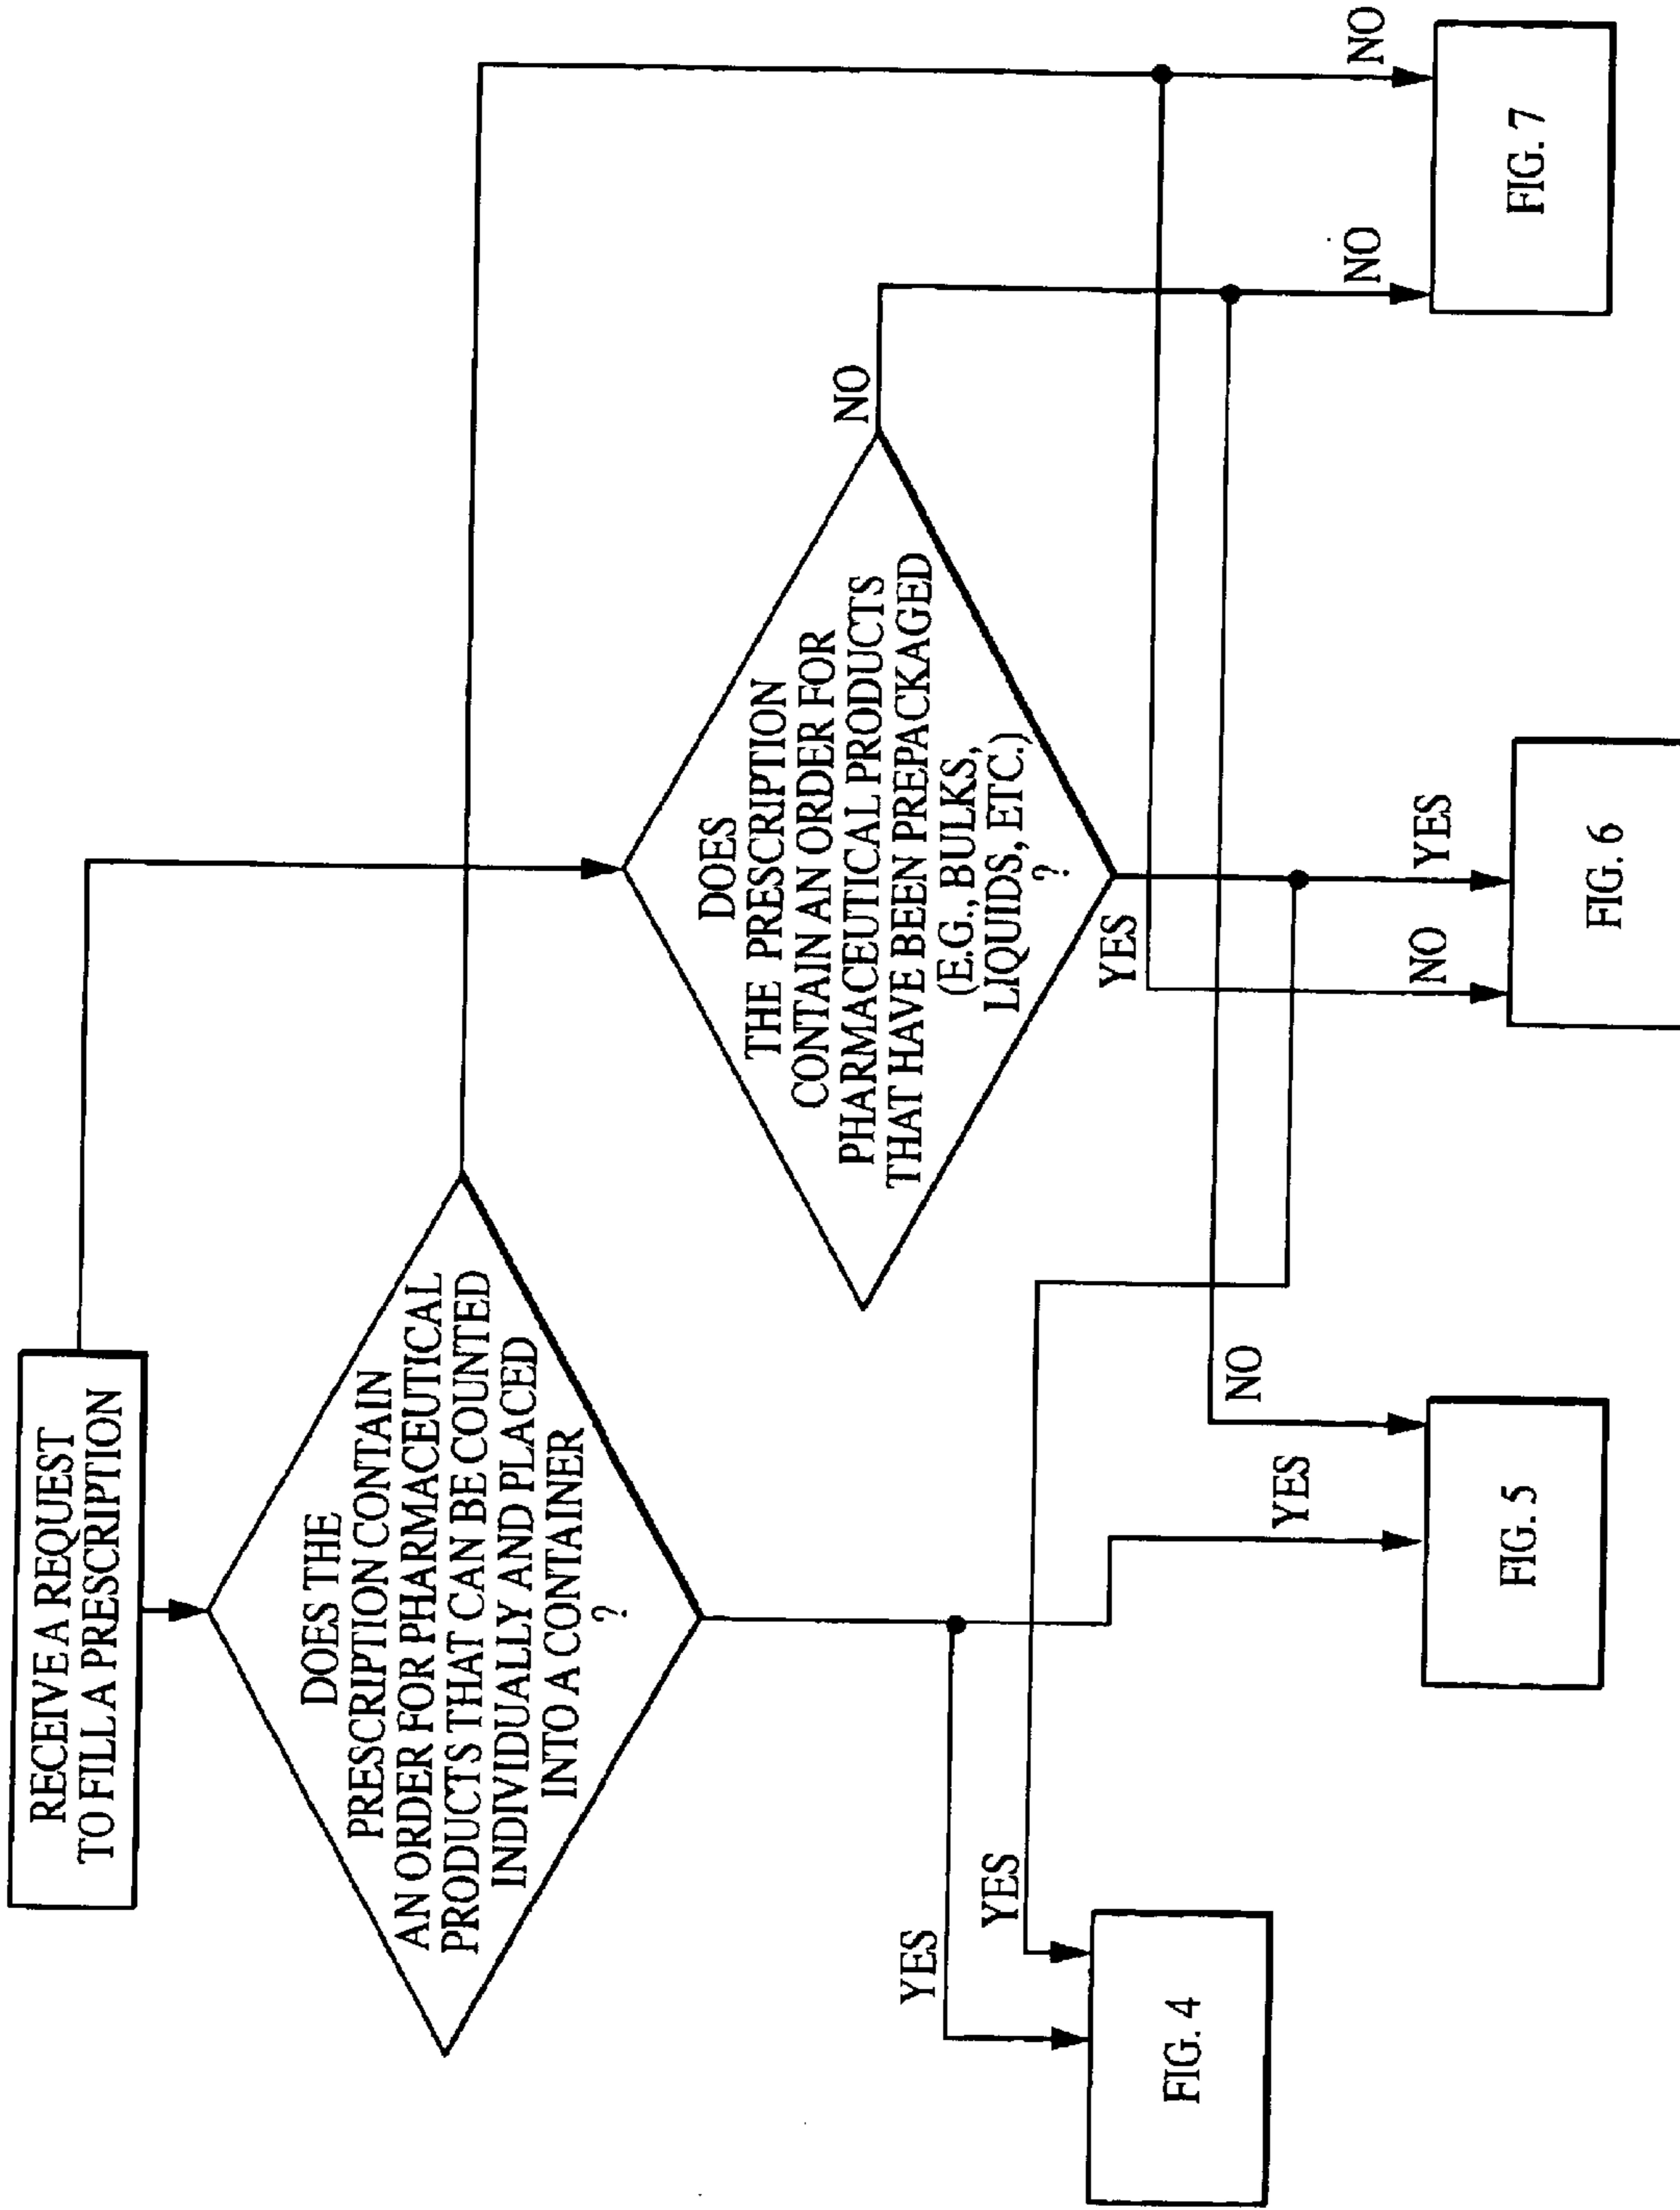 RECEIVE A REQUEST
TO FILL A PRESCRIPTION
DOES THE
PRESCRIPTION CONTAIN
AN ORDER FOR PHARMACEUTICAL
PRODUCTS THAT CAN BE COUNTED
INDIVIDUALLY AND PLACED
INTO A CONTAINER
?
DOES
THE PRESCRIPTION
CONTAIN AN ORDER FOR
PHARMACEUTICAL PRODUCTS
THAT HAVE BEEN PREPACKAGED
(E.G., BULKS,
LIQUIDS, ETC.)
?
NO
YES
YES
YES
YES
NO
NO
YES
NO
NO
FIG. 4
FIG. 5
FIG. 6
FIG. 7